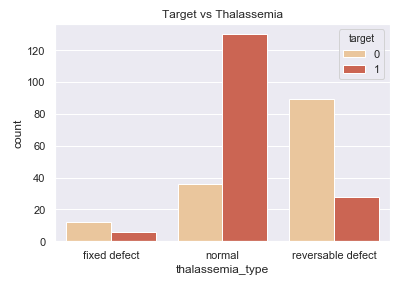 Target vs Thalassemia
target
0
1
120
100
80
60
40
20
0
count
fixed defect
normal
reversable defect
thalassemia_type